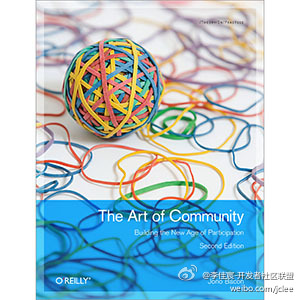 The Art of Community
Building the New Age of Participation
Second Edition
O'REILLY®
Jono Bacon
@李佳寰-开发者社区联盟
weibo.com/jclee